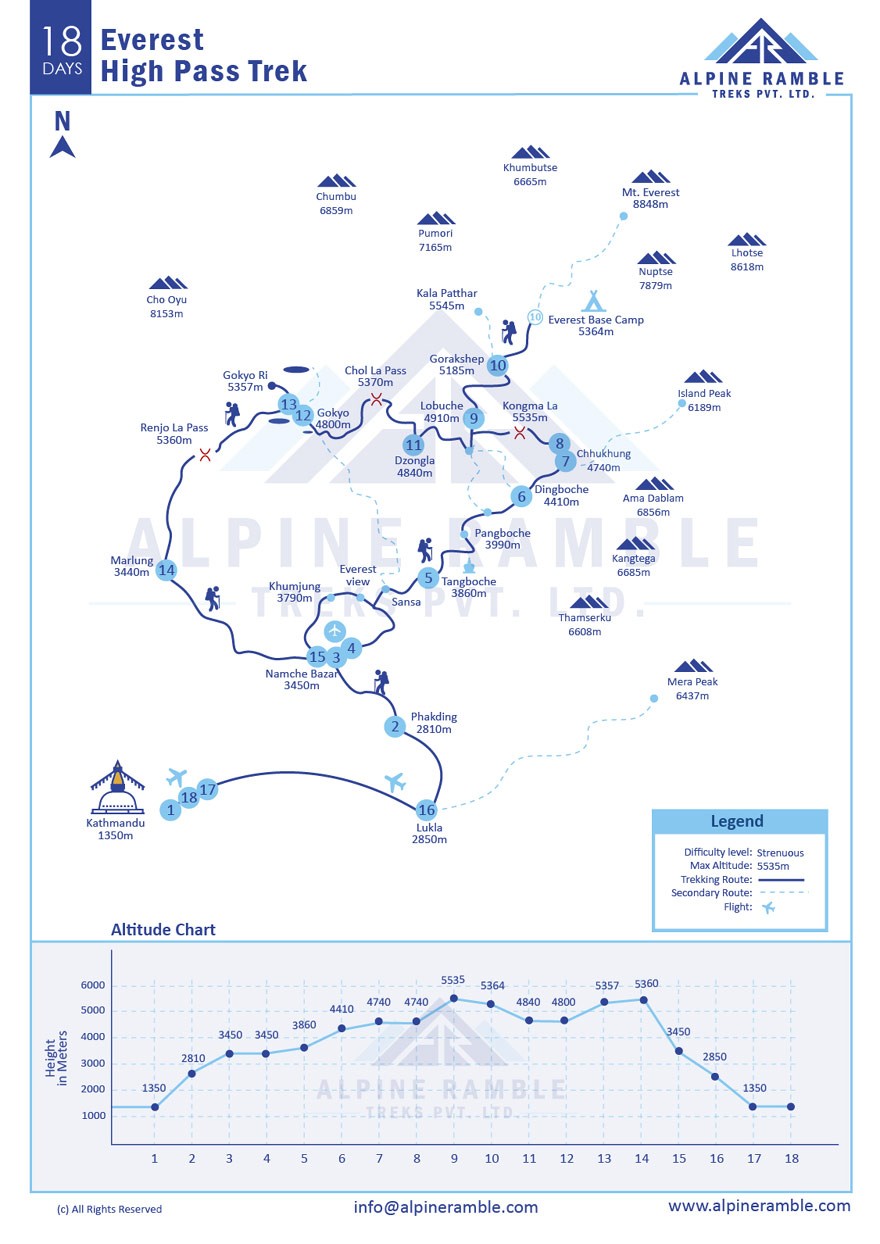 18
DAYS
Everest
High Pass Trek
ALPINE RAMBLE
TREKS PVT. LTD.
N
Khumbutse
6665m
Chumbu
6859m
Mt. Everest
8848m
Pumori
7165m
Lhotse
8618m
Nuptse
7879m
Cho Oyu
8153m
Kala Patthar
5545m
10
Everest Base Camp
5364m
Gorakshep
5185m
10
Chol La Pass
5370m
Gokyo Ri
5357m
Island Peak
6189m
13
12
Gokyo
4800m
Lobuche
4910m
9
Kongma La
5535m
Renjo La Pass
5360m
11
Dzongla
4840m
8
7
Chhukhung
4740m
6
Dingboche
4410m
Ama Dablam
6856m
ALPINE RAMBLE
TREKS PVT. LTD.
Pangboche
3990m
Kangtega
6685m
Marlung
3440m
14
Everest
view
5
Tangboche
3860m
Khumjung
3790m
Sansa
Thamserku
6608m
15
3
4
Namche Bazar
3450m
Mera Peak
6437m
2
Phakding
2810m
1
18
17
Kathmandu
1350m
16
Lukla
2850m
Legend
Difficulty level: Strenuous
Max Altitude: 5535m
Trekking Route:
Secondary Route:
Flight:
Altitude Chart
Height
in Meters
6000
5000
4000
3000
2000
1000
1350
2810
3450
3450
3860
4410
4740
4740
5535
5364
4840
4800
5357
5360
3450
2850
1350
ALPINE RAMBLE
TREKS PVT. LTD.
1 2 3 4 5 6 7 8 9 10 11 12 13 14 15 16 17 18
(c) All Rights Reserved
info@alpineramble.com
www.alpineramble.com